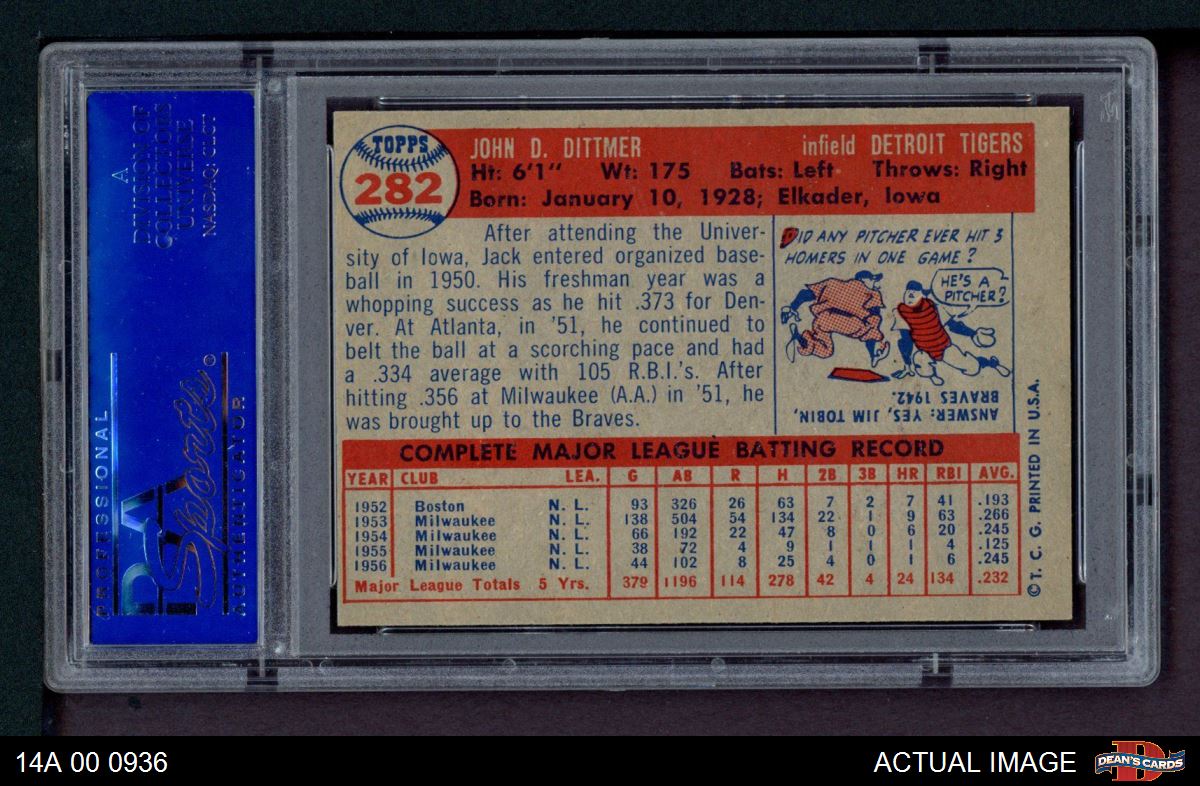 A
DIVISION OF
COLLECTORS
UNIVERSE
NASDAQ: CLCT
PROFESSIONAL
PSA
Sports
AUTHENTICATOR
TOPPS
282
JOHN D. DITTMER infield DETROIT TIGERS
Ht: 6'1" Wt: 175 Bats: Left Throws: Right
Born: January 10, 1928; Elkader, Iowa
After attending the Univer-
sity of Iowa, Jack entered organized base-
ball in 1950. His freshman year was a
whopping success as he hit .373 for Den-
ver. At Atlanta, in '51, he continued to
belt the ball at a scorching pace and had
a .334 average with 105 R.B.I.'s. After
hitting .356 at Milwaukee (A.A.) in '51, he
was brought up to the Braves.
DID ANY PITCHER EVER HIT 3
HOMERS IN ONE GAME?
HE'S A
PITCHER?
ANSWER: YES, JIM TOBIN,
BRAVES 1942.
COMPLETE MAJOR LEAGUE BATTING RECORD
YEAR CLUB LEA. G AB R H 2B 3B HR RBI AVG.
1952 Boston N. L. 93 326 26 63 7 2 7 41 .193
1953 Milwaukee N. L. 138 504 54 134 22 1 9 63 .266
1954 Milwaukee N. L. 66 192 22 47 8 0 6 20 .245
1955 Milwaukee N. L. 38 72 4 9 1 1 1 4 .125
1956 Milwaukee N. L. 44 102 8 25 4 0 1 6 .245
Major League Totals 5 Yrs. 379 1196 114 278 42 4 24 134 .232
© T. C. G. PRINTED IN U.S.A.
14A 00 0936
ACTUAL IMAGE
D
DEAN'S CARDS